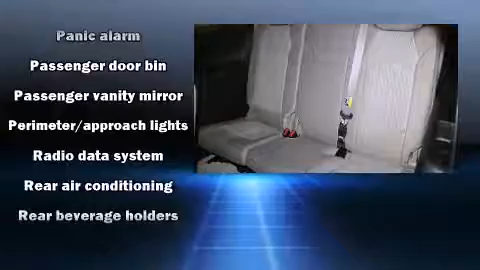 Panic alarm
Passenger door bin
Passenger vanity mirror
Perimeter/approach lights
Radio data system
Rear air conditioning
Rear beverage holders